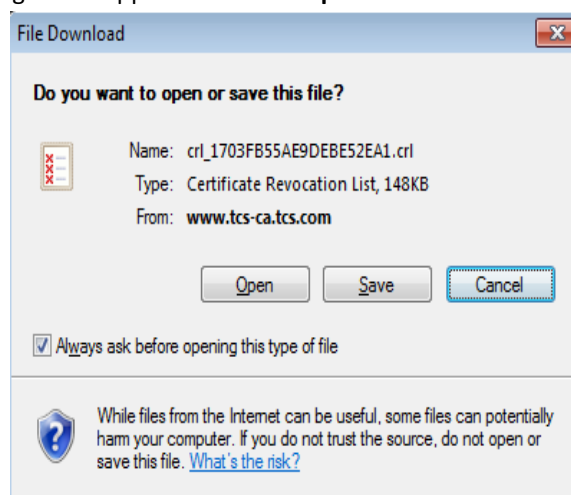 File Download
Do you want to open or save this file?
Name: crl_1703FB55AE9DEBE52EA1.crl
Type: Certificate Revocation List, 148KB
From: www.tcs-ca.tcs.com
Open Save Cancel
Always ask before opening this type of file
While files from the Internet can be useful, some files can potentially
harm your computer. If you do not trust the source, do not open or
save this file. What's the risk?